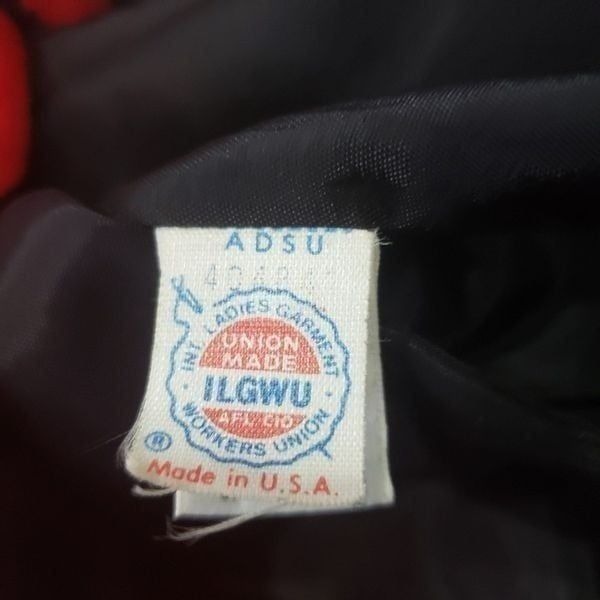 ADSU
INT. LADIES GARMENT
UNION
MADE
ILGWU
AFL CIO
WORKERS UNION
®
Made in U.S.A.